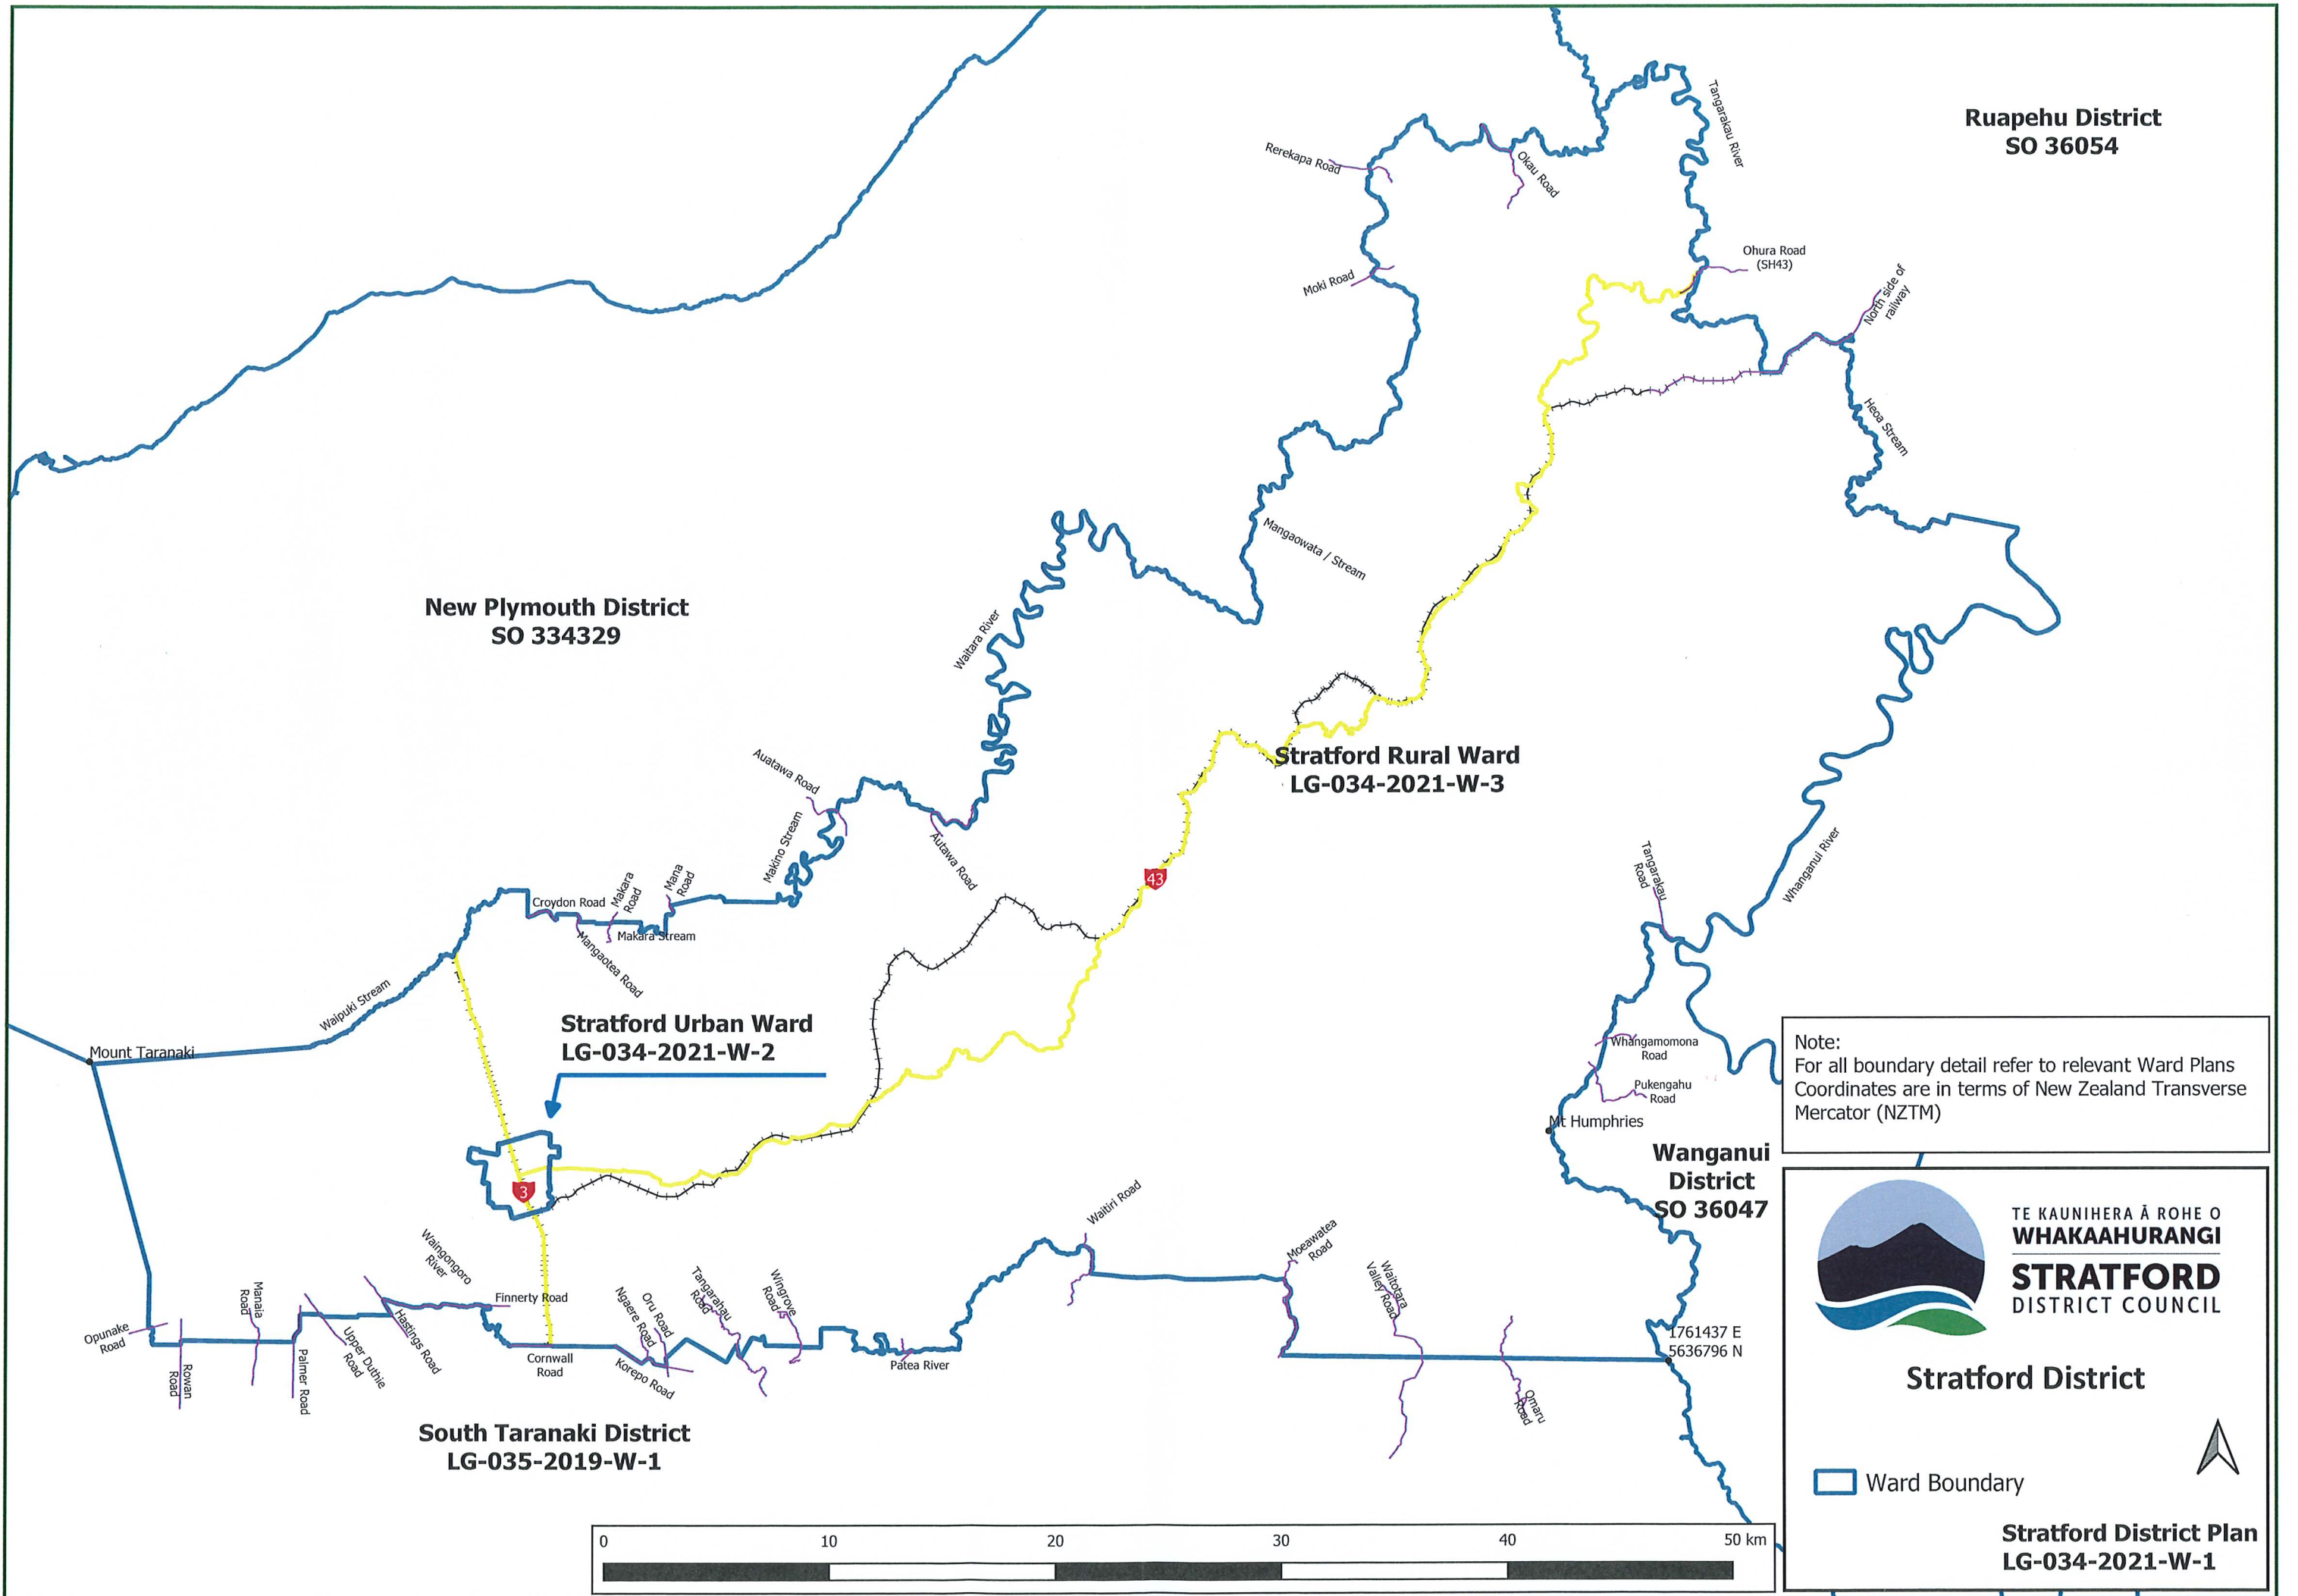 Ruapehu District
SO 36054
Tangarakau River
Rerekapa Road
Okau Road
Ohura Road
(SH43)
Moki Road
North side of
railway
Heoa Stream
Mangaowata / Stream
New Plymouth District
SO 334329
Waitara River
Stratford Rural Ward
LG-034-2021-W-3
Auatawa Road
Makino Stream
Autawa Road
43
Whanganui River
Tangarakau
Road
Croydon Road
Makara
Road
Mana
Road
Makara Stream
Mangaotea Road
Waipuki Stream
Stratford Urban Ward
LG-034-2021-W-2
Mount Taranaki
Whangamomona
Road
Pukengahu
Road
Mt Humphries
Note:
For all boundary detail refer to relevant Ward Plans
Coordinates are in terms of New Zealand Transverse
Mercator (NZTM)
Wanganui
District
SO 36047
3
Waingongoro
River
Finnerty Road
Waitiri Road
Moeawatea
Road
Waitotara
Valley Road
Opunake
Road
Rowan
Road
Manaia
Road
Palmer Road
Upper Duthie
Road
Hastings Road
Cornwall
Road
Ngaere Road
Oru Road
Korepo Road
Tangarahau
Road
Wingrove
Road
Patea River
Omaru
Road
1761437 E
5636796 N
South Taranaki District
LG-035-2019-W-1
TE KAUNIHERA Ā ROHE O
WHAKAAHURANGI
STRATFORD
DISTRICT COUNCIL
Stratford District
Ward Boundary
Stratford District Plan
LG-034-2021-W-1
0 10 20 30 40 50 km